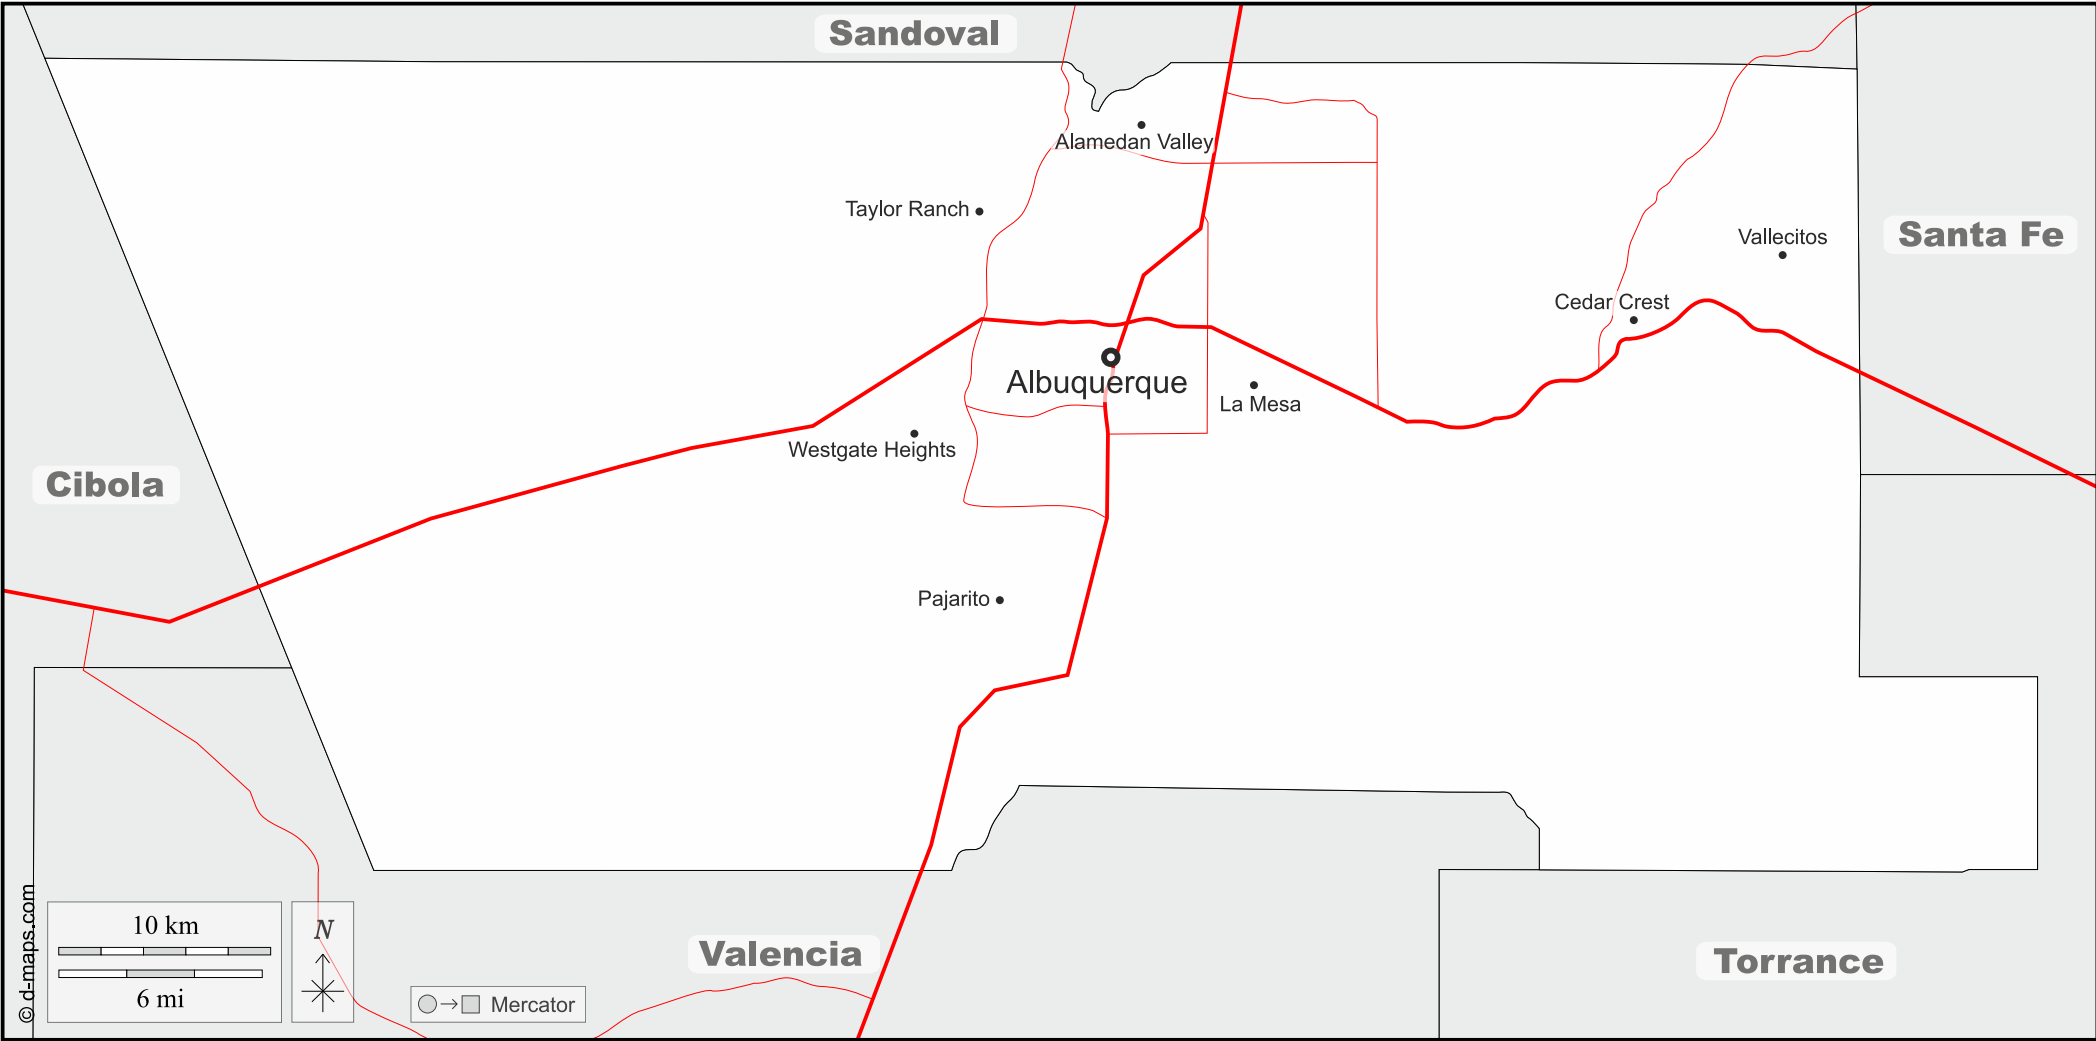 Sandoval
Alamedan Valley
Taylor Ranch
Vallecitos
Santa Fe
Cedar Crest
Albuquerque
La Mesa
Westgate Heights
Cibola
Pajarito
© d-maps.com
10 km
6 mi
N
Mercator
Valencia
Torrance